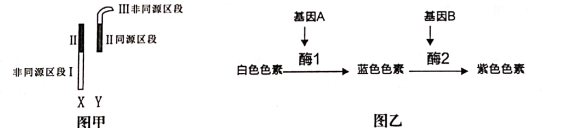 III非同源区段
II
II同源区段
非同源区段I
X Y
图甲
基因A
基因B
酶1
酶2
白色色素
蓝色色素
紫色色素
图乙